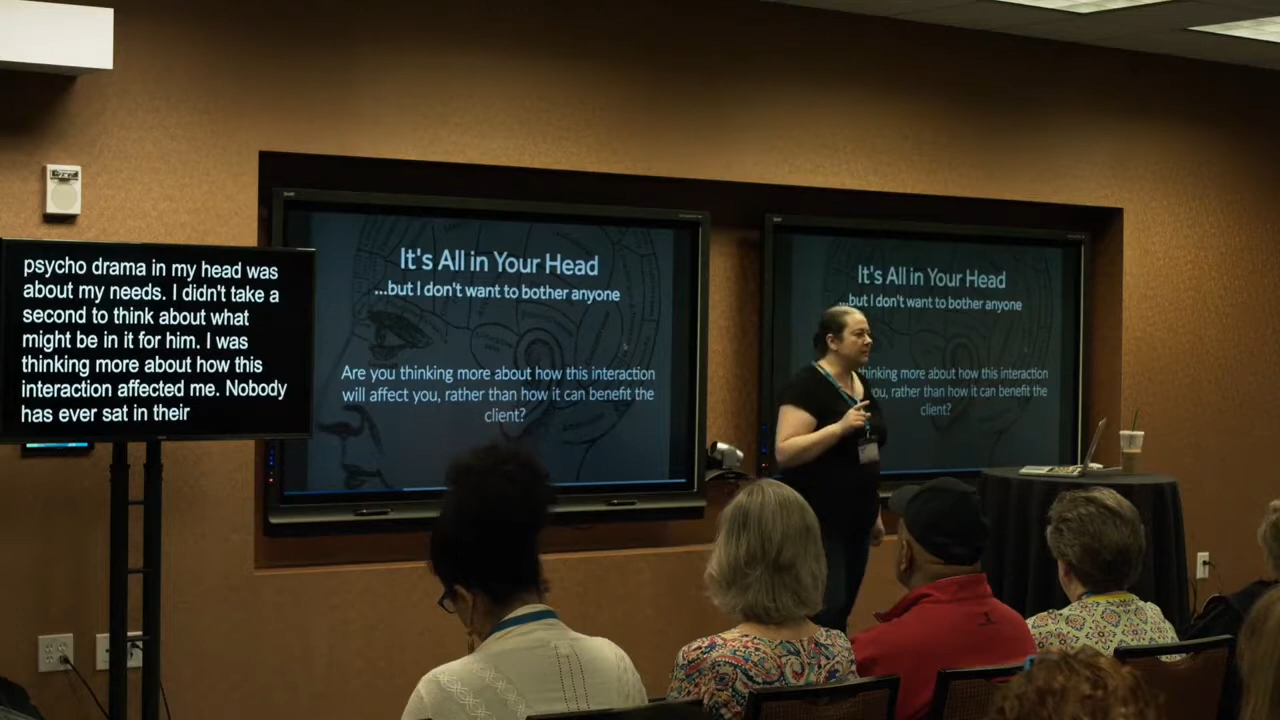 psycho drama in my head was
about my needs. I didn't take a
second to think about what
might be in it for him. I was
thinking more about how this
interaction affected me. Nobody
has ever sat in their
It's All in Your Head
...but I don't want to bother anyone
Are you thinking more about how this interaction
will affect you, rather than how it can benefit the
client?
It's All in Your Head
...but I don't want to bother anyone
thinking more about how this interaction
you, rather than how it can benefit the
client?